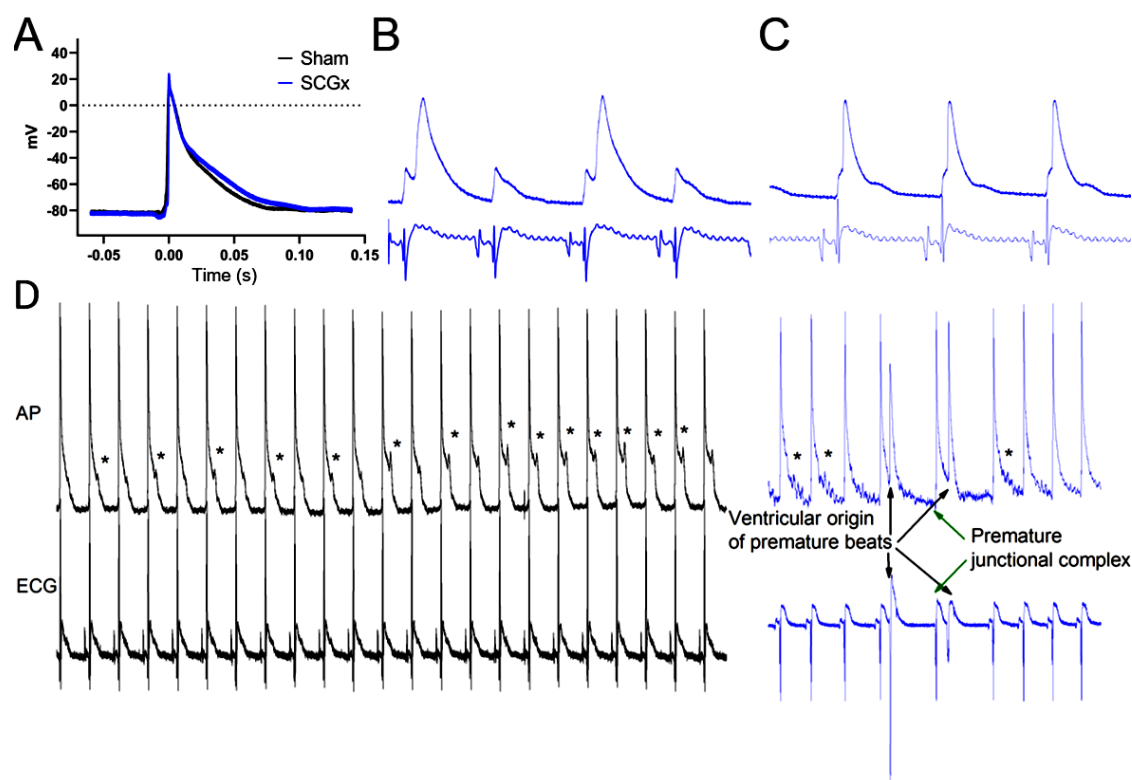 A
B
C
40
20
0
-20
-40
-60
-80
mV
Sham
SCGx
-0.05
0.00
0.05
0.10
0.15
Time (s)
D
AP
* * * * * * * * * * * * * *
* * *
Ventricular origin
of premature beats
Premature
junctional complex
ECG